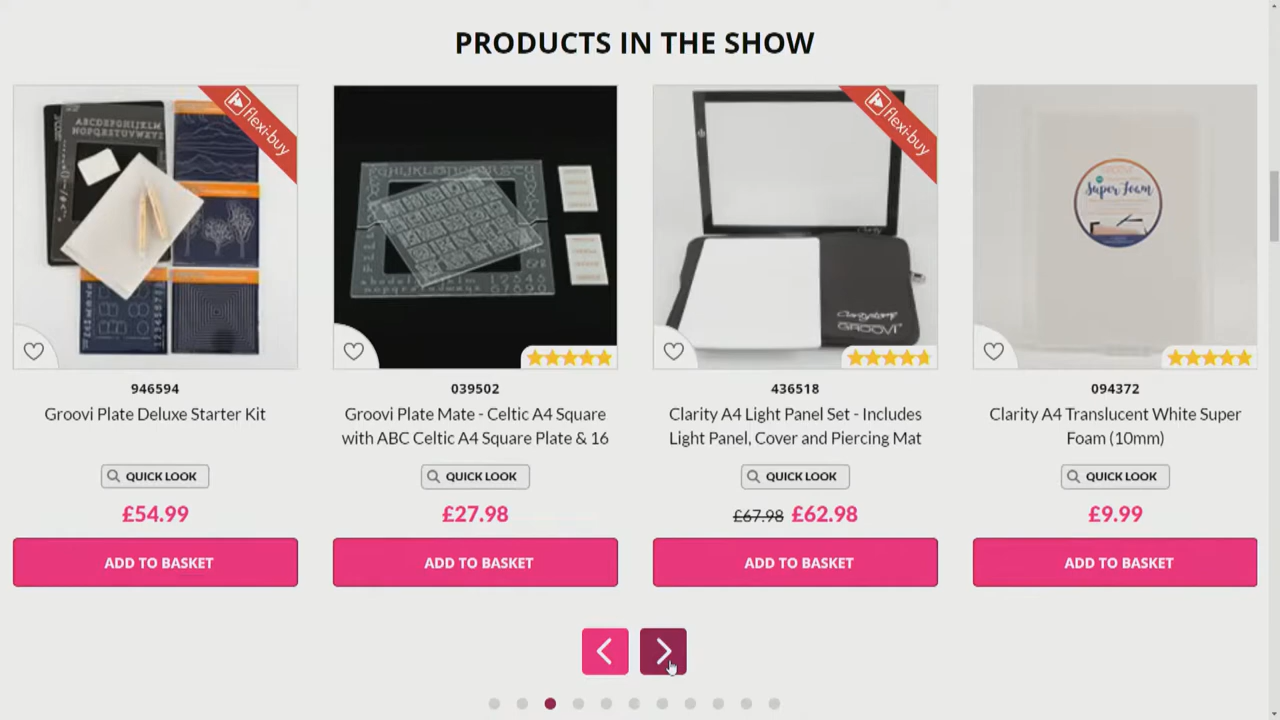 PRODUCTS IN THE SHOW
flexi-buy
flexi-buy
ABCDEFGHIJKLM
NOPQRSTUVWXYZ
Super Foam
Clarity
GROOVI
946594
039502
436518
094372
Groovi Plate Deluxe Starter Kit
Groovi Plate Mate - Celtic A4 Square
with ABC Celtic A4 Square Plate & 16
Clarity A4 Light Panel Set - Includes
Light Panel, Cover and Piercing Mat
Clarity A4 Translucent White Super
Foam (10mm)
QUICK LOOK
QUICK LOOK
QUICK LOOK
QUICK LOOK
£54.99
£27.98
£67.98 £62.98
£9.99
ADD TO BASKET
ADD TO BASKET
ADD TO BASKET
ADD TO BASKET